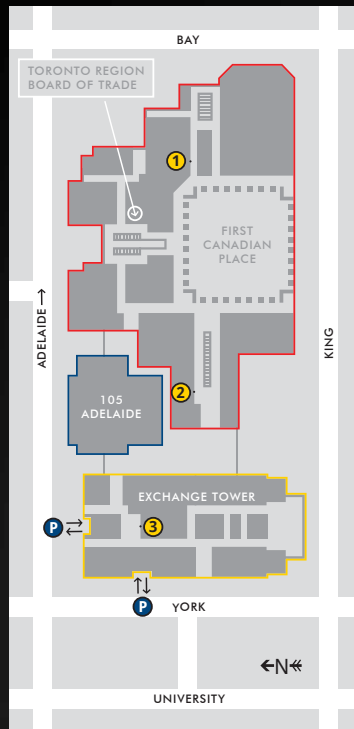 BAY
TORONTO REGION
BOARD OF TRADE
1
FIRST
CANADIAN
PLACE
ADELAIDE →
KING
2
105
ADELAIDE
EXCHANGE TOWER
P
3
P
YORK
←N
UNIVERSITY